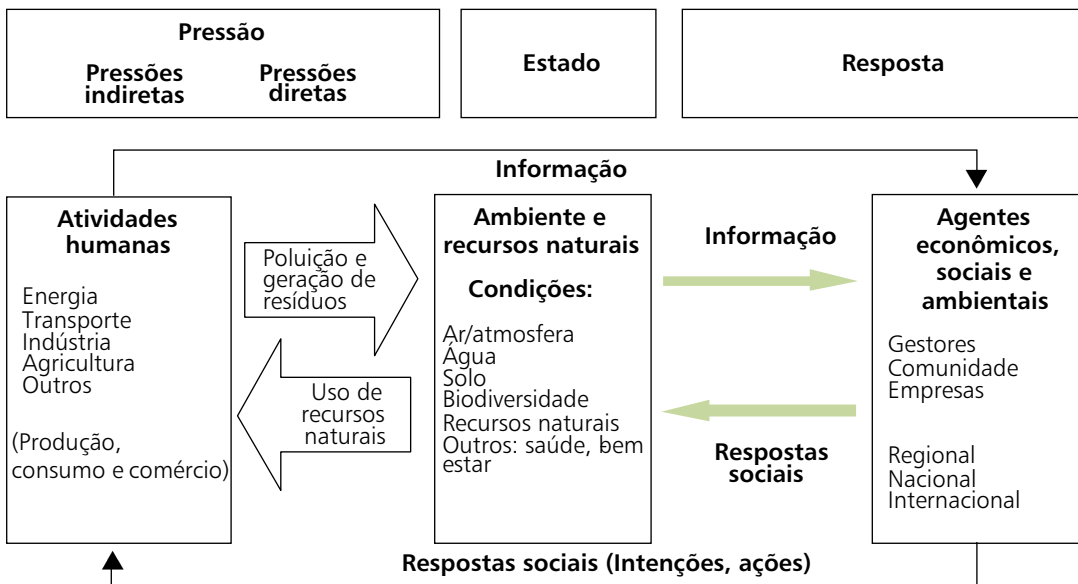 Pressão
Pressões
indiretas
Pressões
diretas
Estado
Resposta
Informação
Atividades
humanas
Energia
Transporte
Indústria
Agricultura
Outros
(Produção,
consumo e comércio)
Poluição e
geração de
resíduos
Uso de
recursos
naturais
Ambiente e
recursos naturais
Condições:
Ar/atmosfera
Água
Solo
Biodiversidade
Recursos naturais
Outros: saúde, bem
estar
Informação
Respostas
sociais
Agentes
econômicos,
sociais e
ambientais
Gestores
Comunidade
Empresas
Regional
Nacional
Internacional
Respostas sociais (Intenções, ações)